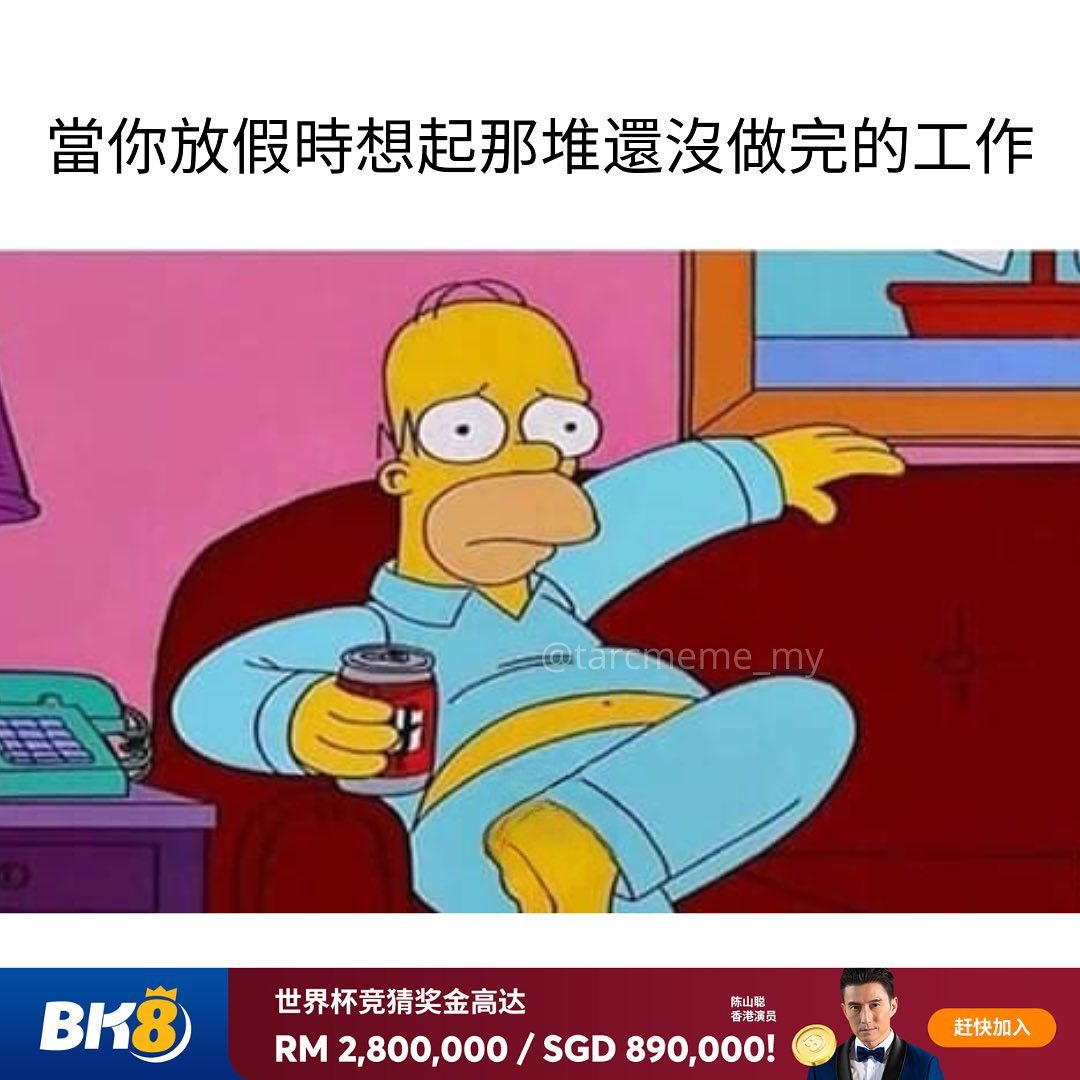 當你放假時想起那堆還沒做完的工作
@tarcmeme_my
BK8
世界杯竞猜奖金高达
RM 2,800,000 / SGD 890,000!
陈山聪
香港演员
赶快加入